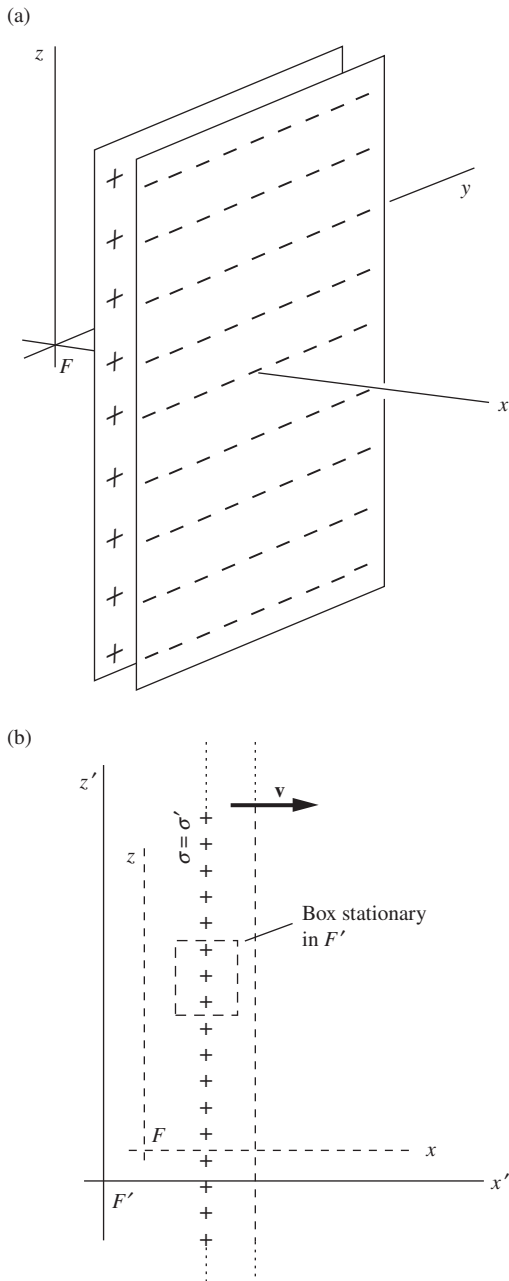 (a)
z
y
F
x
(b)
z′
v
σ = σ′
z
Box stationary
in F′
F
x
F′
x′